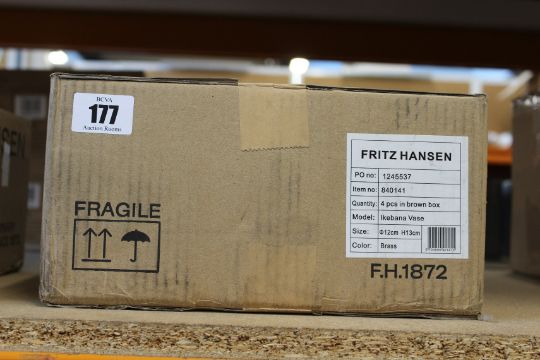 BCVA
177
Auction Rooms
FRAGILE
FRITZ HANSEN
PO no: 1245537
Item no: 840141
Quantity: 4 pcs in brown box
Model: Ikebana Vase
Size: Φ12cm H13cm
Color: Brass
F.H.1872